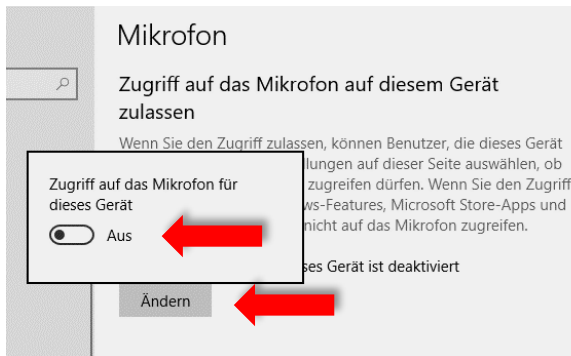 Mikrofon
Zugriff auf das Mikrofon auf diesem Gerät
zulassen
Wenn Sie den Zugriff zulassen, können Benutzer, die dieses Gerät
llungen auf dieser Seite auswählen, ob
zugreifen dürfen. Wenn Sie den Zugriff
ws-Features, Microsoft Store-Apps und
nicht auf das Mikrofon zugreifen.
ses Gerät ist deaktiviert
Zugriff auf das Mikrofon für
dieses Gerät
Aus
Ändern